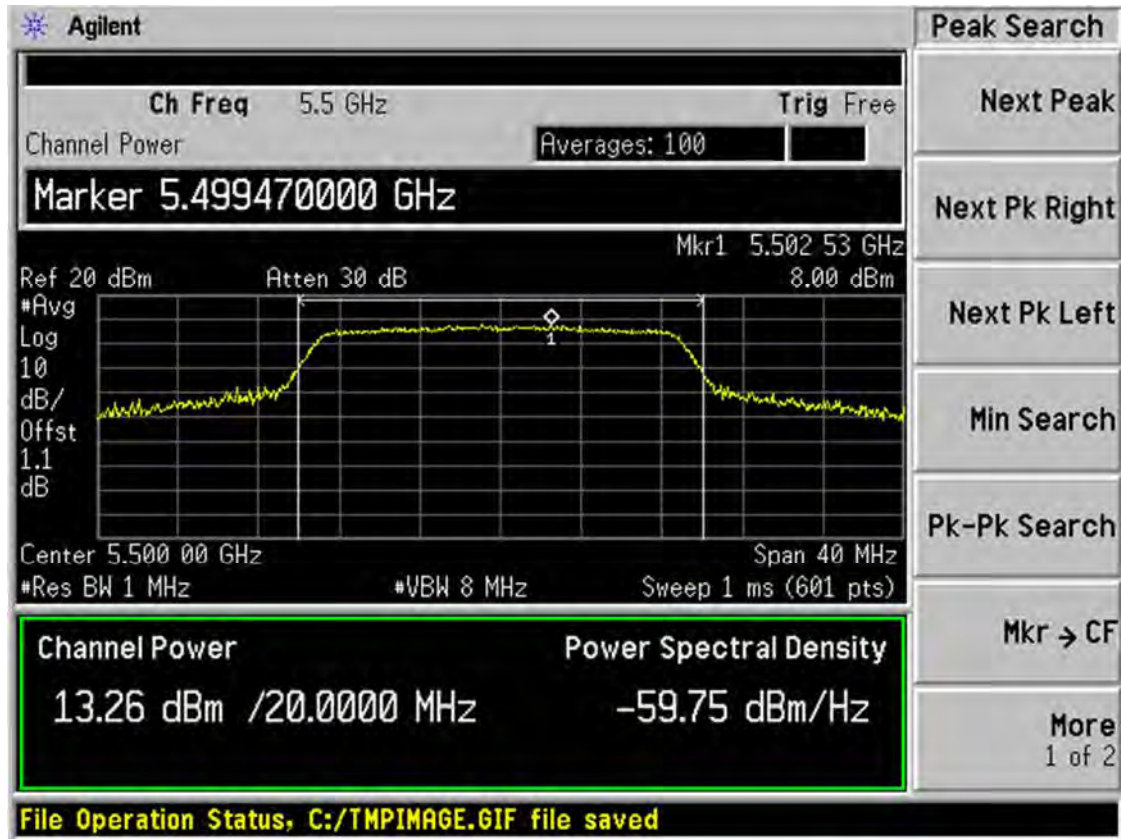 Agilent
Peak Search
Ch Freq 5.5 GHz
Trig Free
Channel Power
Averages: 100
Marker 5.499470000 GHz
Mkr1 5.502 53 GHz
Ref 20 dBm
Atten 30 dB
8.00 dBm
#Avg
Log
10
dB/
Offst
1.1
dB
1
Center 5.500 00 GHz
Span 40 MHz
#Res BW 1 MHz
#VBW 8 MHz
Sweep 1 ms (601 pts)
Channel Power
Power Spectral Density
13.26 dBm /20.0000 MHz
-59.75 dBm/Hz
Next Peak
Next Pk Right
Next Pk Left
Min Search
Pk-Pk Search
Mkr → CF
More
1 of 2
File Operation Status, C:/TMPIMAGE.GIF file saved